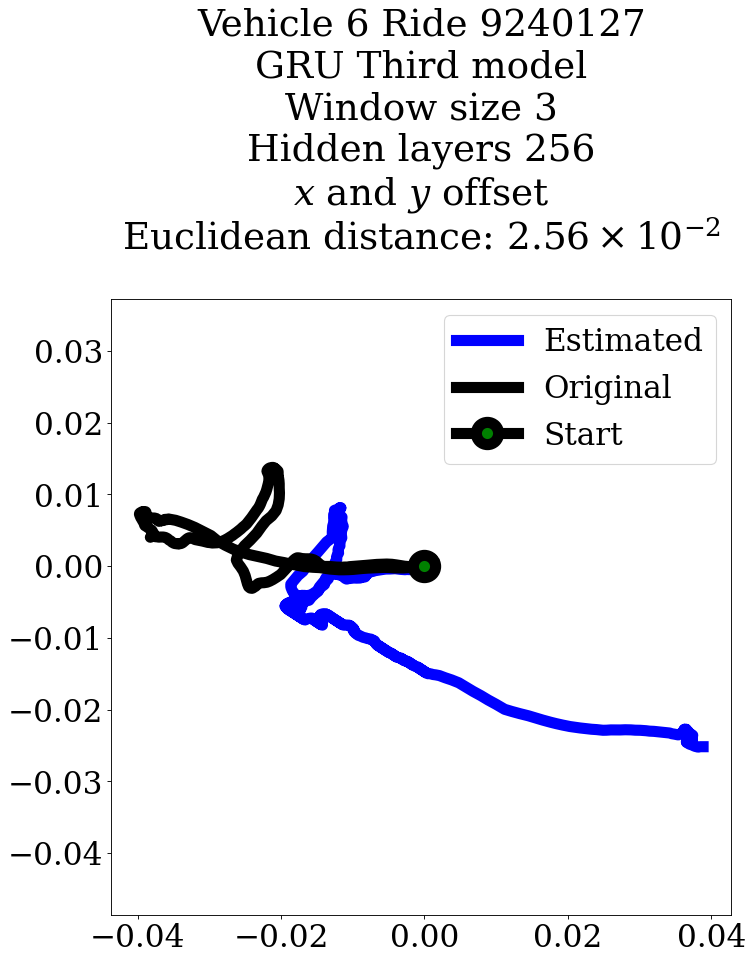 Vehicle 6 Ride 9240127
GRU Third model
Window size 3
Hidden layers 256
x and y offset
Euclidean distance: 2.56 × 10⁻²
Estimated
Original
Start
0.03
0.02
0.01
0.00
−0.01
−0.02
−0.03
−0.04
−0.04 −0.02 0.00 0.02 0.04